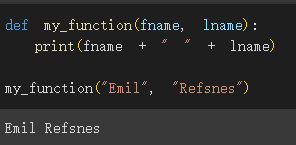 def my_function(fname, lname):
    print(fname + " " + lname)
my_function("Emil", "Refsnes")
Emil Refsnes